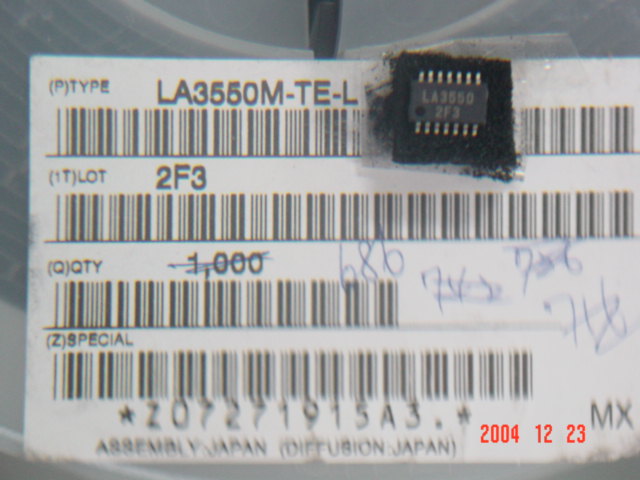 (P)TYPE LA3550M-TE-L
LA3550
2F3
(1T)LOT 2F3
(Q)QTY 1,000 686
(Z)SPECIAL
*Z07271915A3.* MX
2004 12 23
ASSEMBLY:JAPAN (DIFFUSION:JAPAN)